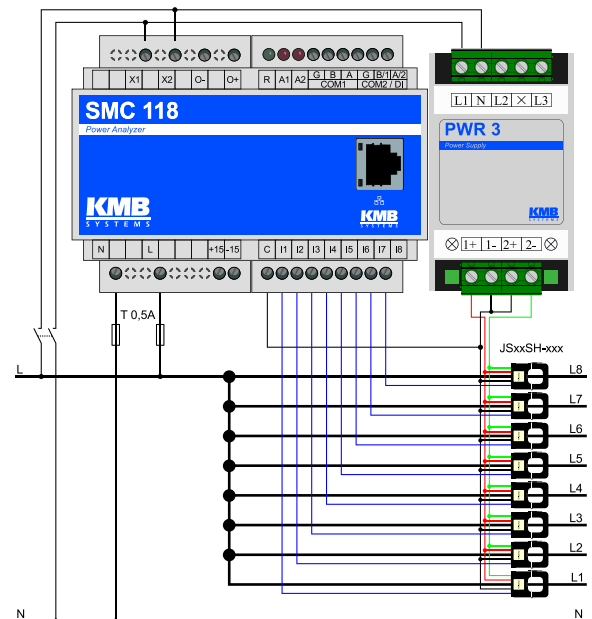 X1 X2 O- O+ R A1 A2 G B A G B/1 A/2
COM1 COM2 / DI
L1 N L2 × L3
SMC 118
Power Analyzer
PWR 3
Power Supply
KMB
SYSTEMS
KMB
SYSTEMS
KMB
SYSTEMS
N L +15 -15 C I1 I2 I3 I4 I5 I6 I7 I8
1+ 1- 2+ 2-
T 0,5A
JSxxSH-xxx
L L8
L7
L6
L5
L4
L3
L2
L1
N N